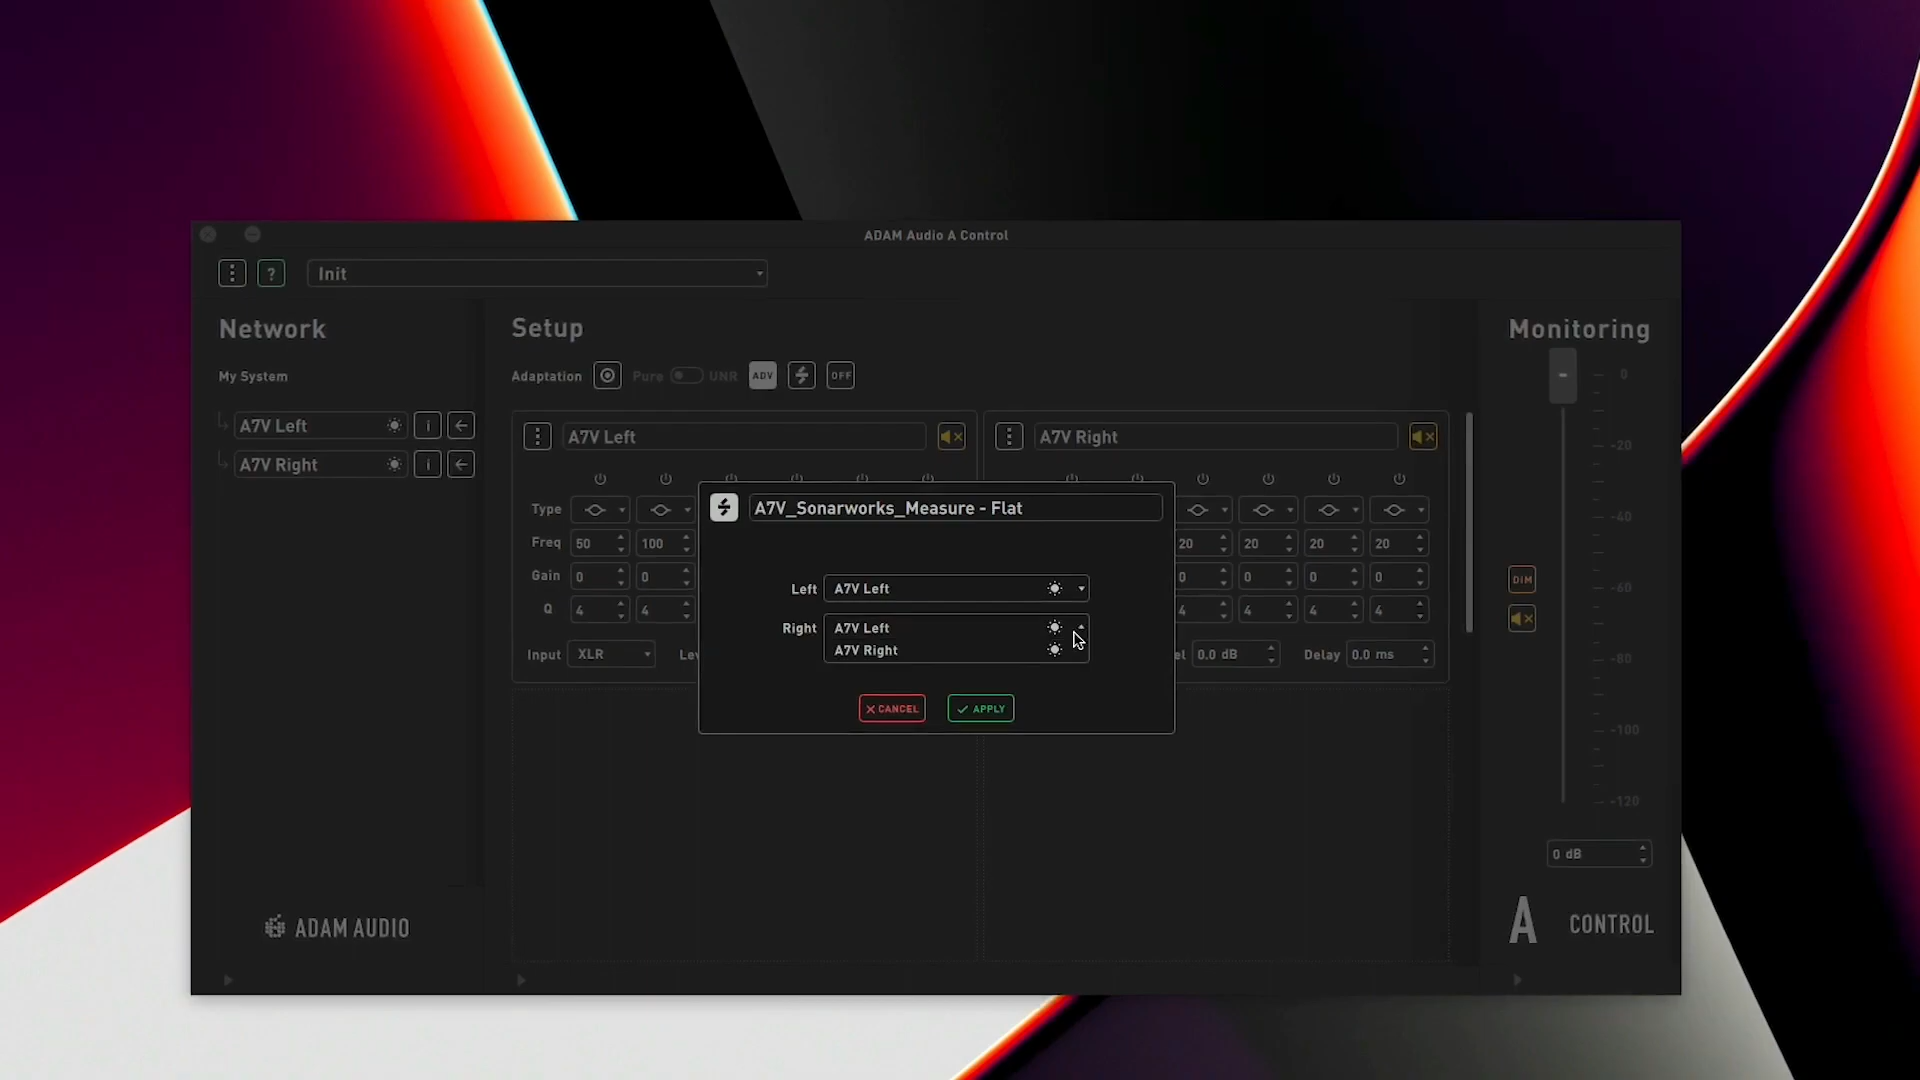 ADAM Audio A Control
? Init
Network
Setup
Monitoring
My System
Adaptation Pure UNR ADV OFF
A7V Left i
A7V Right i
A7V Left
A7V Right
Type
Freq 50 100 20 20 20 20
Gain 0 0 0 0 0 0
Q 4 4 4 4 4 4
Input XLR Lev el 0.0 dB Delay 0.0 ms
A7V_Sonarworks_Measure - Flat
Left A7V Left
Right A7V Left
A7V Right
CANCEL APPLY
0
-20
-40
-60
-80
-100
-120
DIM
0 dB
ADAM AUDIO
A CONTROL